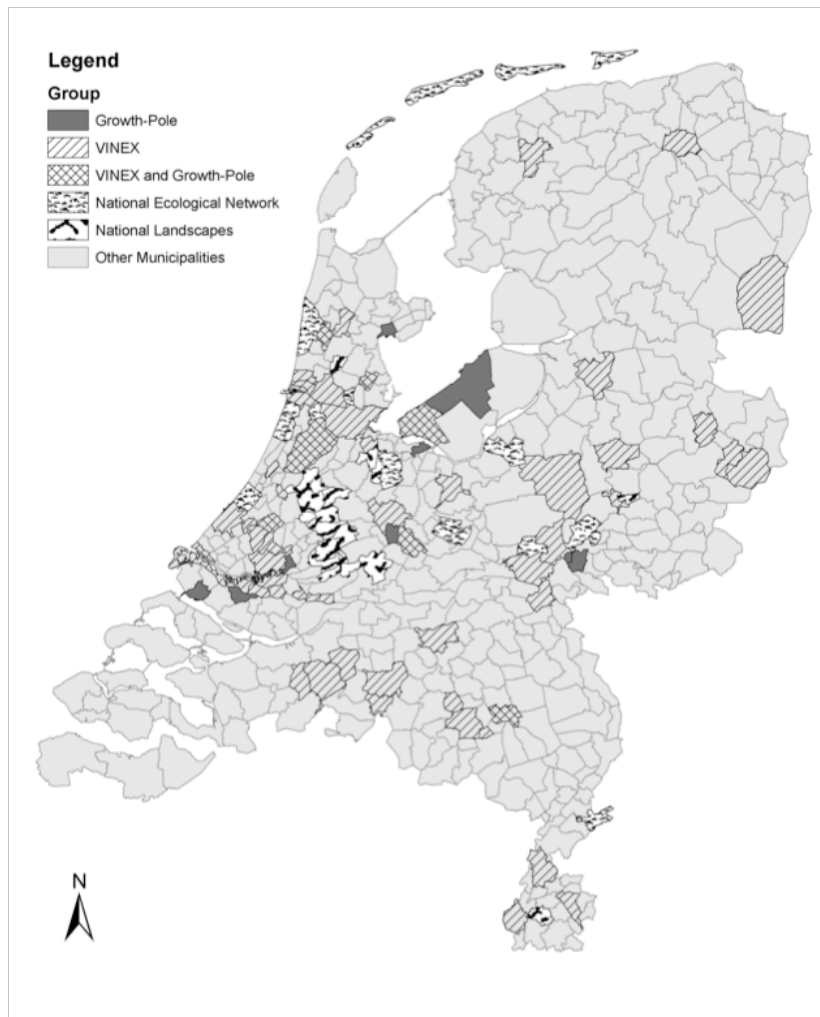 Legend
Group
Growth-Pole
VINEX
VINEX and Growth-Pole
National Ecological Network
National Landscapes
Other Municipalities
N